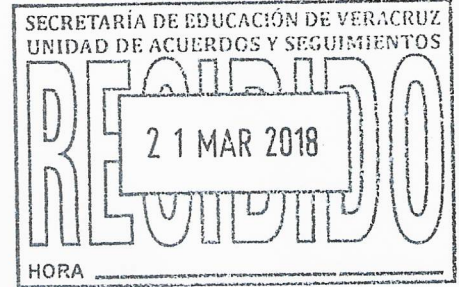 SECRETARÍA DE EDUCACIÓN DE VERACRUZ
UNIDAD DE ACUERDOS Y SEGUIMIENTOS
RECIBIDO
21 MAR 2018
HORA